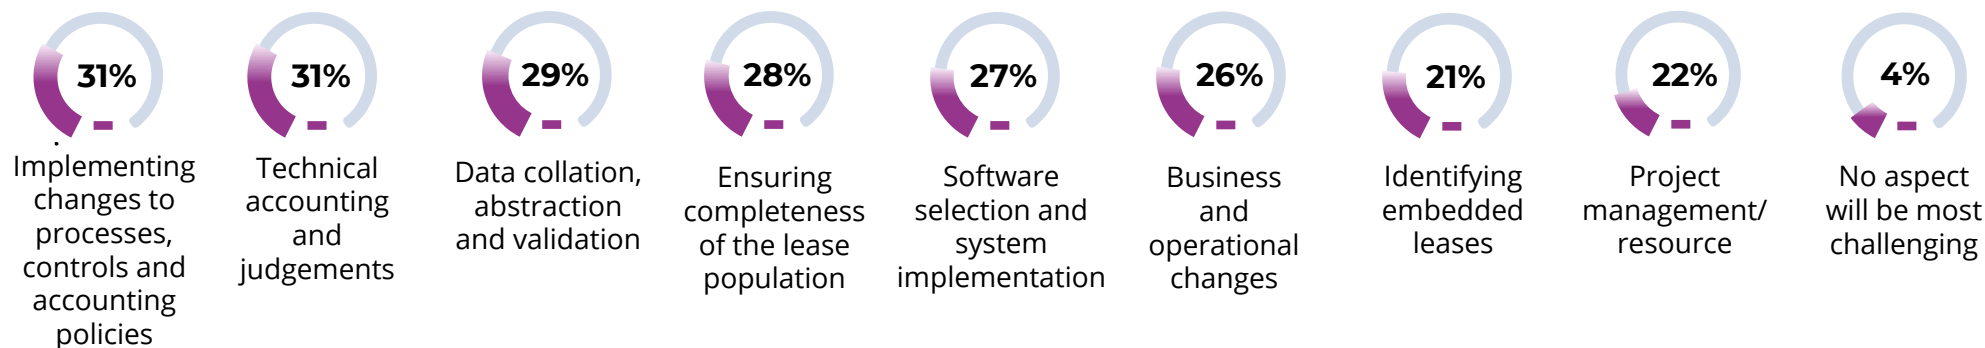 31%
Implementing
changes to
processes,
controls and
accounting
policies
31%
Technical
accounting
and
judgements
29%
Data collation,
abstraction
and validation
28%
Ensuring
completeness
of the lease
population
27%
Software
selection and
system
implementation
26%
Business
and
operational
changes
21%
Identifying
embedded
leases
22%
Project
management/
resource
4%
No aspect
will be most
challenging